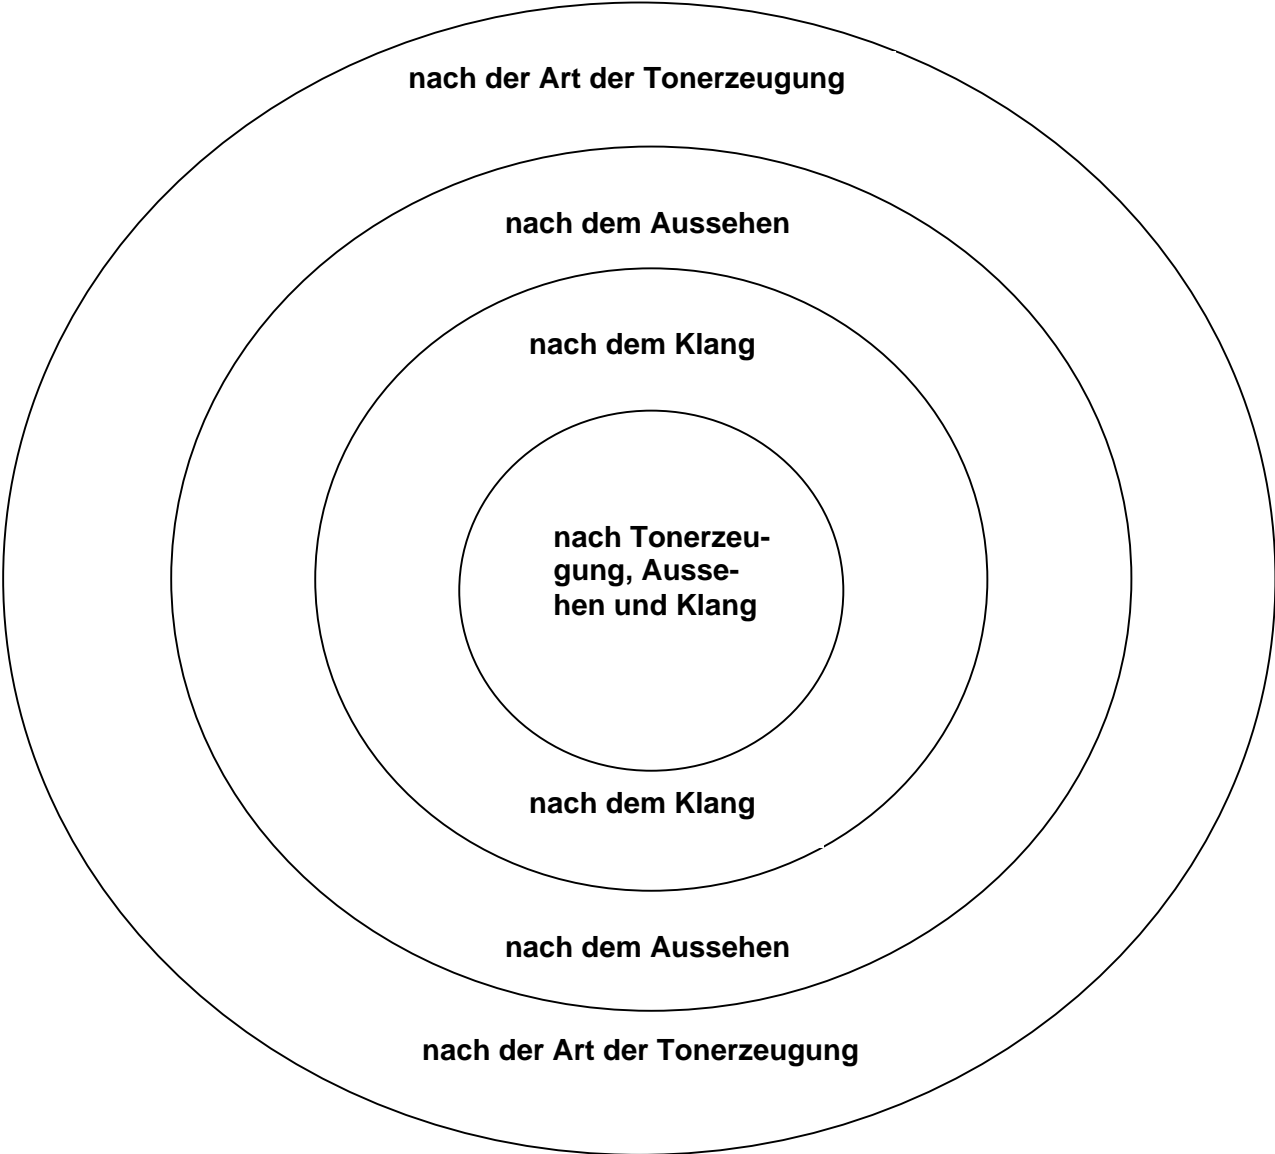 nach der Art der Tonerzeugung
nach dem Aussehen
nach dem Klang
nach Tonerzeu-
gung, Ausse-
hen und Klang
nach dem Klang
nach dem Aussehen
nach der Art der Tonerzeugung